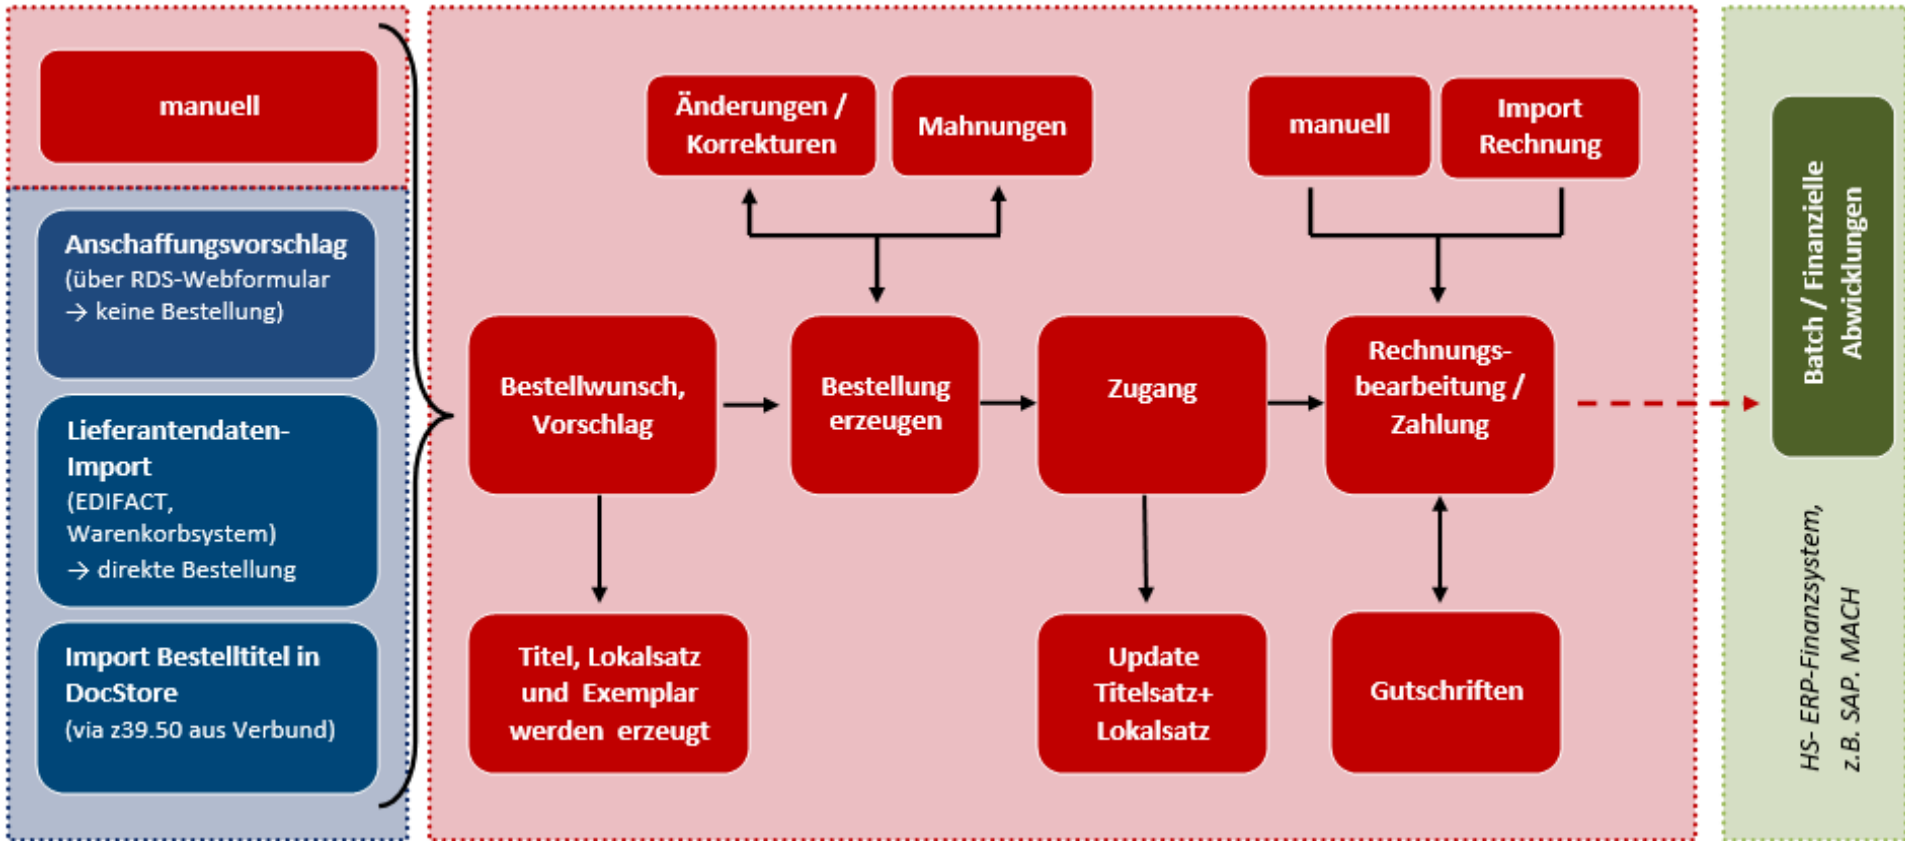 manuell
Anschaffungsvorschlag
(über RDS-Webformular
→ keine Bestellung)
Lieferantendaten-
Import
(EDIFACT,
Warenkorbsystem)
→ direkte Bestellung
Import Bestelltitel in
DocStore
(via z39.50 aus Verbund)
Änderungen /
Korrekturen
Mahnungen
manuell
Import
Rechnung
Bestellwunsch,
Vorschlag
Bestellung
erzeugen
Zugang
Rechnungs-
bearbeitung /
Zahlung
Titel, Lokalsatz
und Exemplar
werden erzeugt
Update
Titelsatz+
Lokalsatz
Gutschriften
Batch / Finanzielle
Abwicklungen
HS- ERP-Finanzsystem,
z.B. SAP. MACH